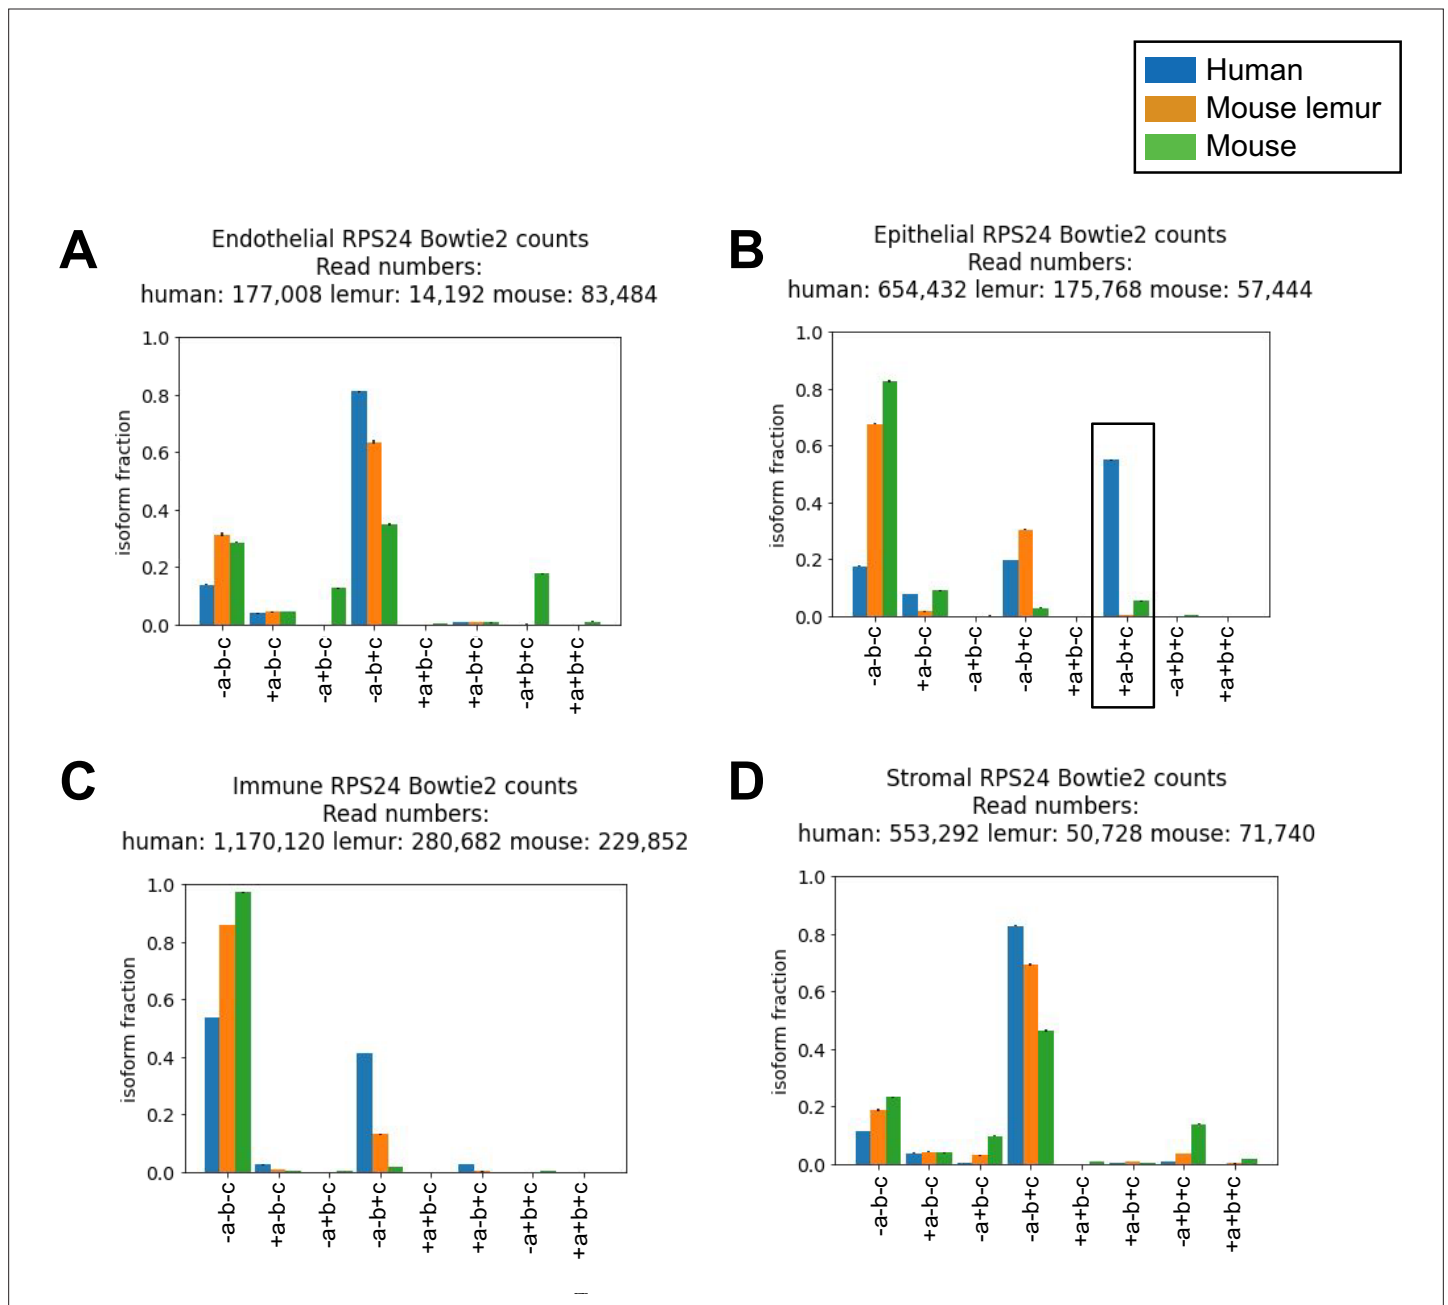 Human
Mouse lemur
Mouse
A
Endothelial RPS24 Bowtie2 counts
Read numbers:
human: 177,008 lemur: 14,192 mouse: 83,484
1.0
0.8
0.6
0.4
0.2
0.0
isoform fraction
-a-b-c
+a-b-c
-a+b-c
-a-b+c
+a+b-c
+a-b+c
-a+b+c
+a+b+c
B
Epithelial RPS24 Bowtie2 counts
Read numbers:
human: 654,432 lemur: 175,768 mouse: 57,444
1.0
0.8
0.6
0.4
0.2
0.0
isoform fraction
-a-b-c
+a-b-c
-a+b-c
-a-b+c
+a+b-c
+a-b+c
-a+b+c
+a+b+c
C
Immune RPS24 Bowtie2 counts
Read numbers:
human: 1,170,120 lemur: 280,682 mouse: 229,852
1.0
0.8
0.6
0.4
0.2
0.0
isoform fraction
-a-b-c
+a-b-c
-a+b-c
-a-b+c
+a+b-c
+a-b+c
-a+b+c
+a+b+c
D
Stromal RPS24 Bowtie2 counts
Read numbers:
human: 553,292 lemur: 50,728 mouse: 71,740
1.0
0.8
0.6
0.4
0.2
0.0
isoform fraction
-a-b-c
+a-b-c
-a+b-c
-a-b+c
+a+b-c
+a-b+c
-a+b+c
+a+b+c